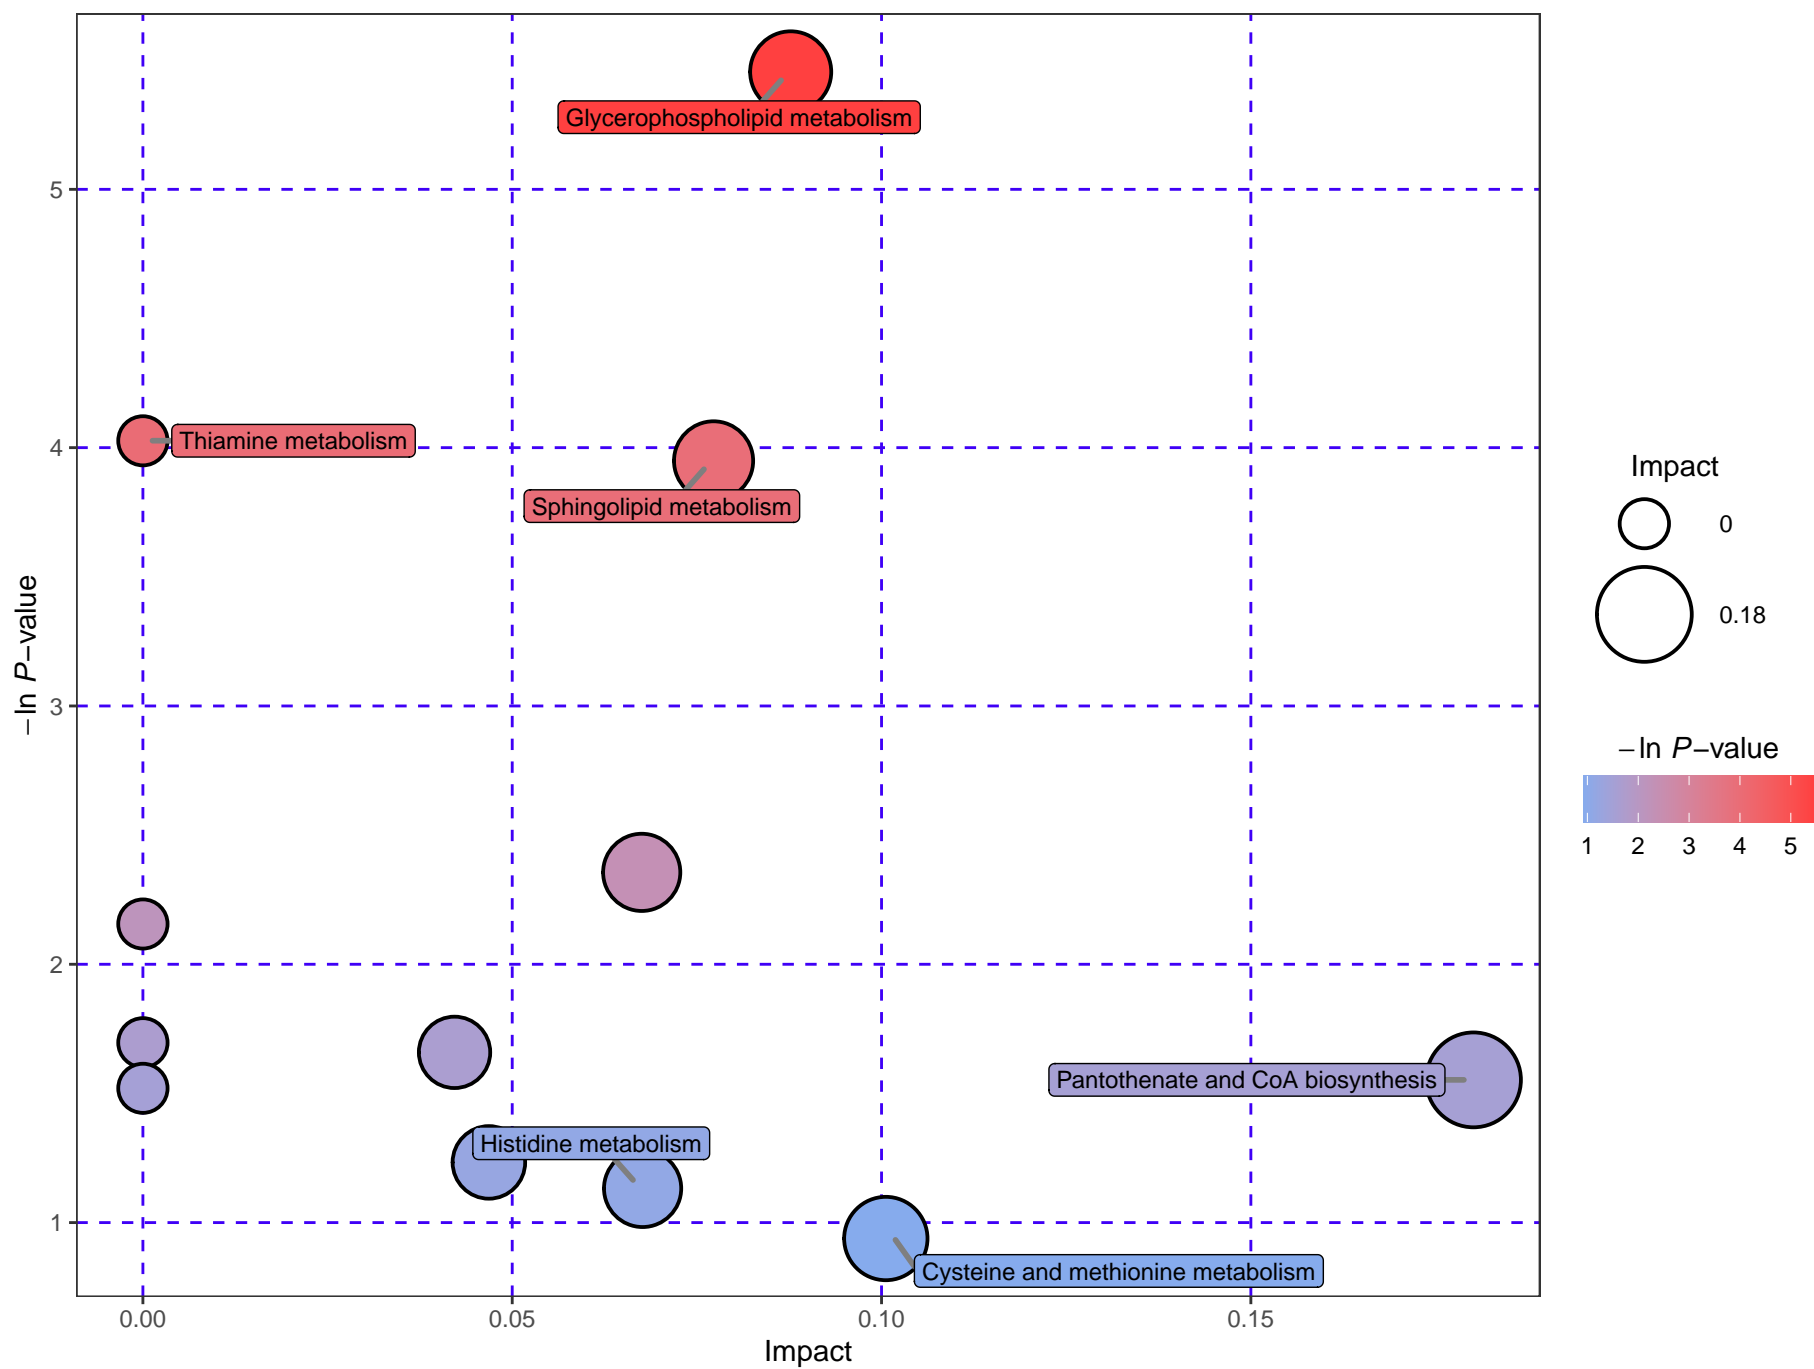 Glycerophospholipid metabolism
5
Thiamine metabolism
4
Sphingolipid metabolism
3
2
Pantothenate and CoA biosynthesis
Histidine metabolism
1
Cysteine and methionine metabolism
0.00
0.05
0.10
0.15
Impact
−ln P−value
Impact
0
0.18
−ln P−value
1 2 3 4 5